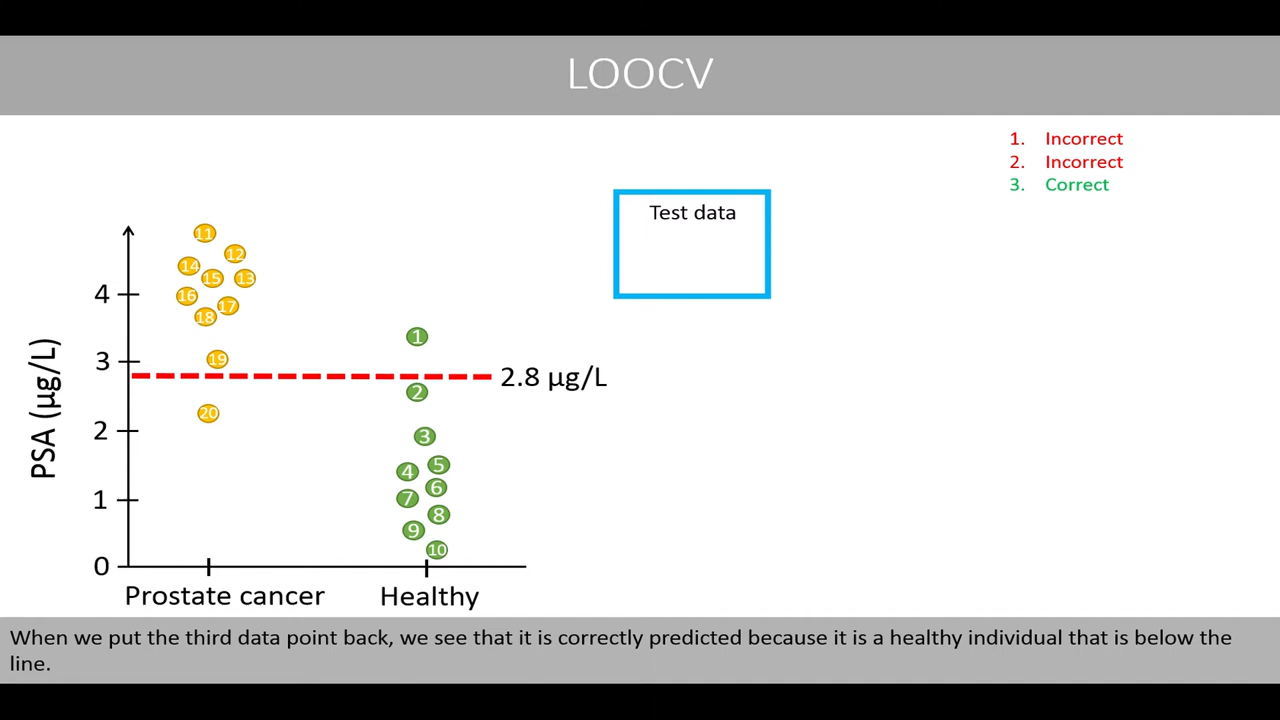 LOOCV
1. Incorrect
2. Incorrect
3. Correct
Test data
11
12
14
15
13
16
17
18
19
20
1
2
3
4
5
6
7
8
9
10
4
3
2
1
0
PSA (µg/L)
2.8 µg/L
Prostate cancer
Healthy
When we put the third data point back, we see that it is correctly predicted because it is a healthy individual that is below the
line.